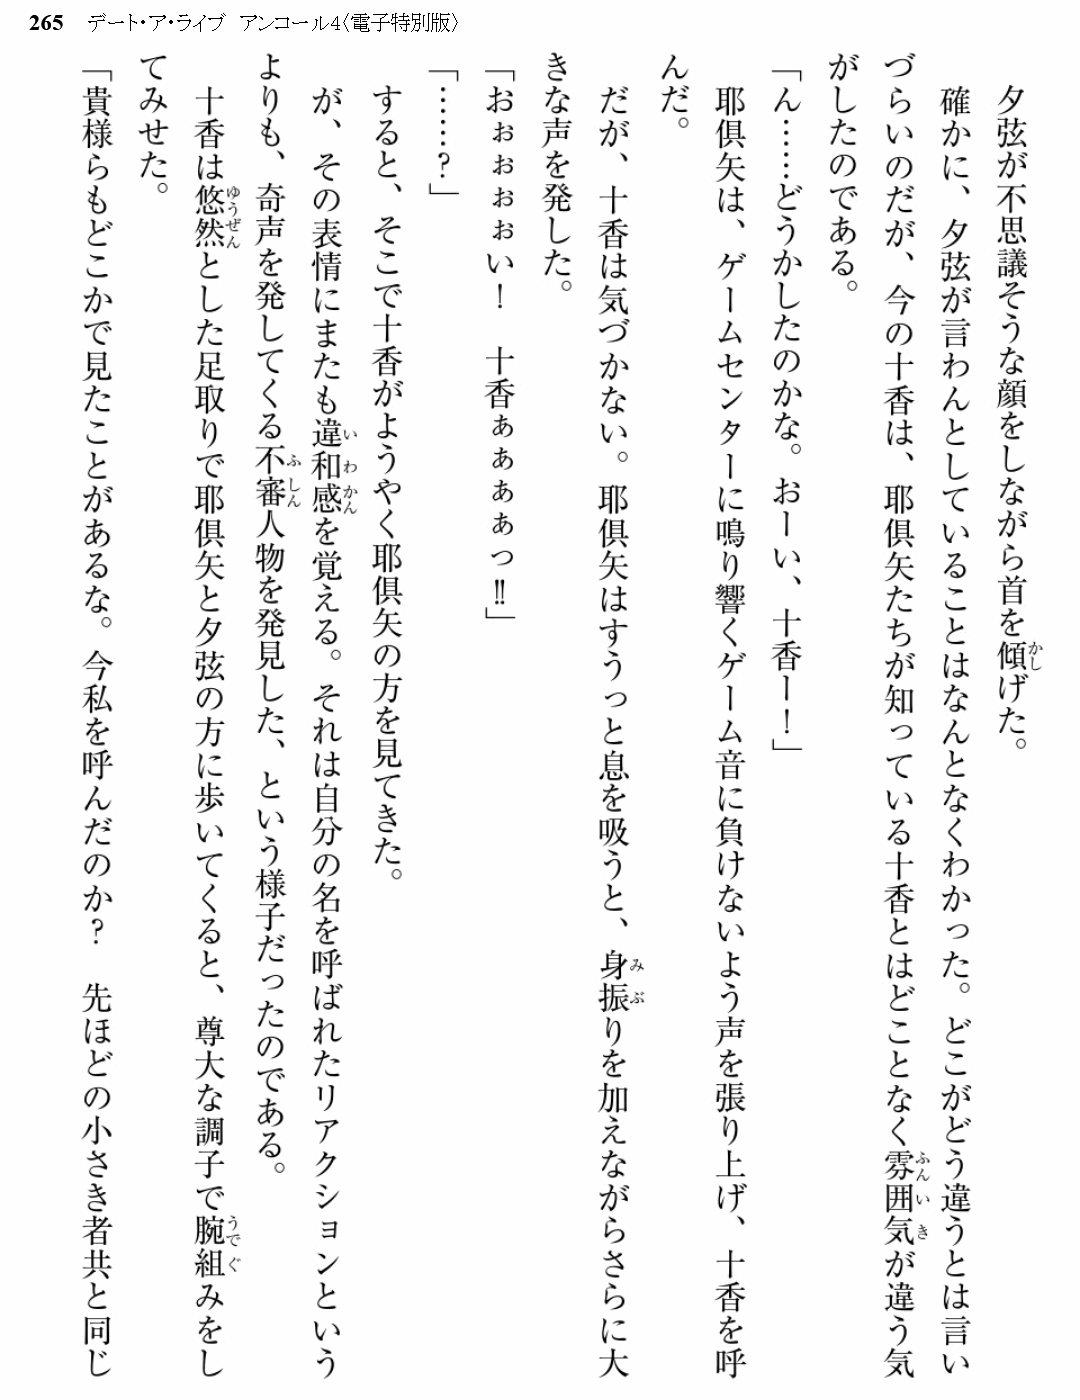 265 デート・ア・ライブ アンコール4〈電子特別版〉
夕弦が不思議そうな顔をしながら首を傾げた。
確かに、夕弦が言わんとしていることはなんとなくわかった。どこがどう違うとは言い
づらいのだが、今の十香は、耶倶矢たちが知っている十香とはどことなく雰囲気が違う気
がしたのである。
「ん……どうかしたのかな。おーい、十香ー！」
耶倶矢は、ゲームセンターに鳴り響くゲーム音に負けないよう声を張り上げ、十香を呼
んだ。
だが、十香は気づかない。耶倶矢はすうっと息を吸うと、身振りを加えながらさらに大
きな声を発した。
「おぉぉぉぉい！　十香ぁぁぁぁっ‼」
「……？」
すると、そこで十香がようやく耶倶矢の方を見てきた。
が、その表情にまたも違和感を覚える。それは自分の名を呼ばれたリアクションという
よりも、奇声を発してくる不審人物を発見した、という様子だったのである。
十香は悠然とした足取りで耶倶矢と夕弦の方に歩いてくると、尊大な調子で腕組みをし
てみせた。
「貴様らもどこかで見たことがあるな。今私を呼んだのか？　先ほどの小さき者共と同じ